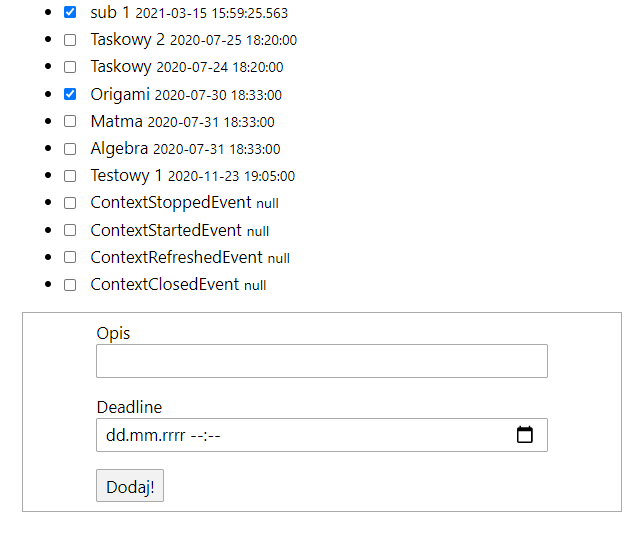 sub 1 2021-03-15 15:59:25.563
Taskowy 2 2020-07-25 18:20:00
Taskowy 2020-07-24 18:20:00
Origami 2020-07-30 18:33:00
Matma 2020-07-31 18:33:00
Algebra 2020-07-31 18:33:00
Testowy 1 2020-11-23 19:05:00
ContextStoppedEvent null
ContextStartedEvent null
ContextRefreshedEvent null
ContextClosedEvent null
Opis
Deadline
dd.mm.rrrr --:--
Dodaj!